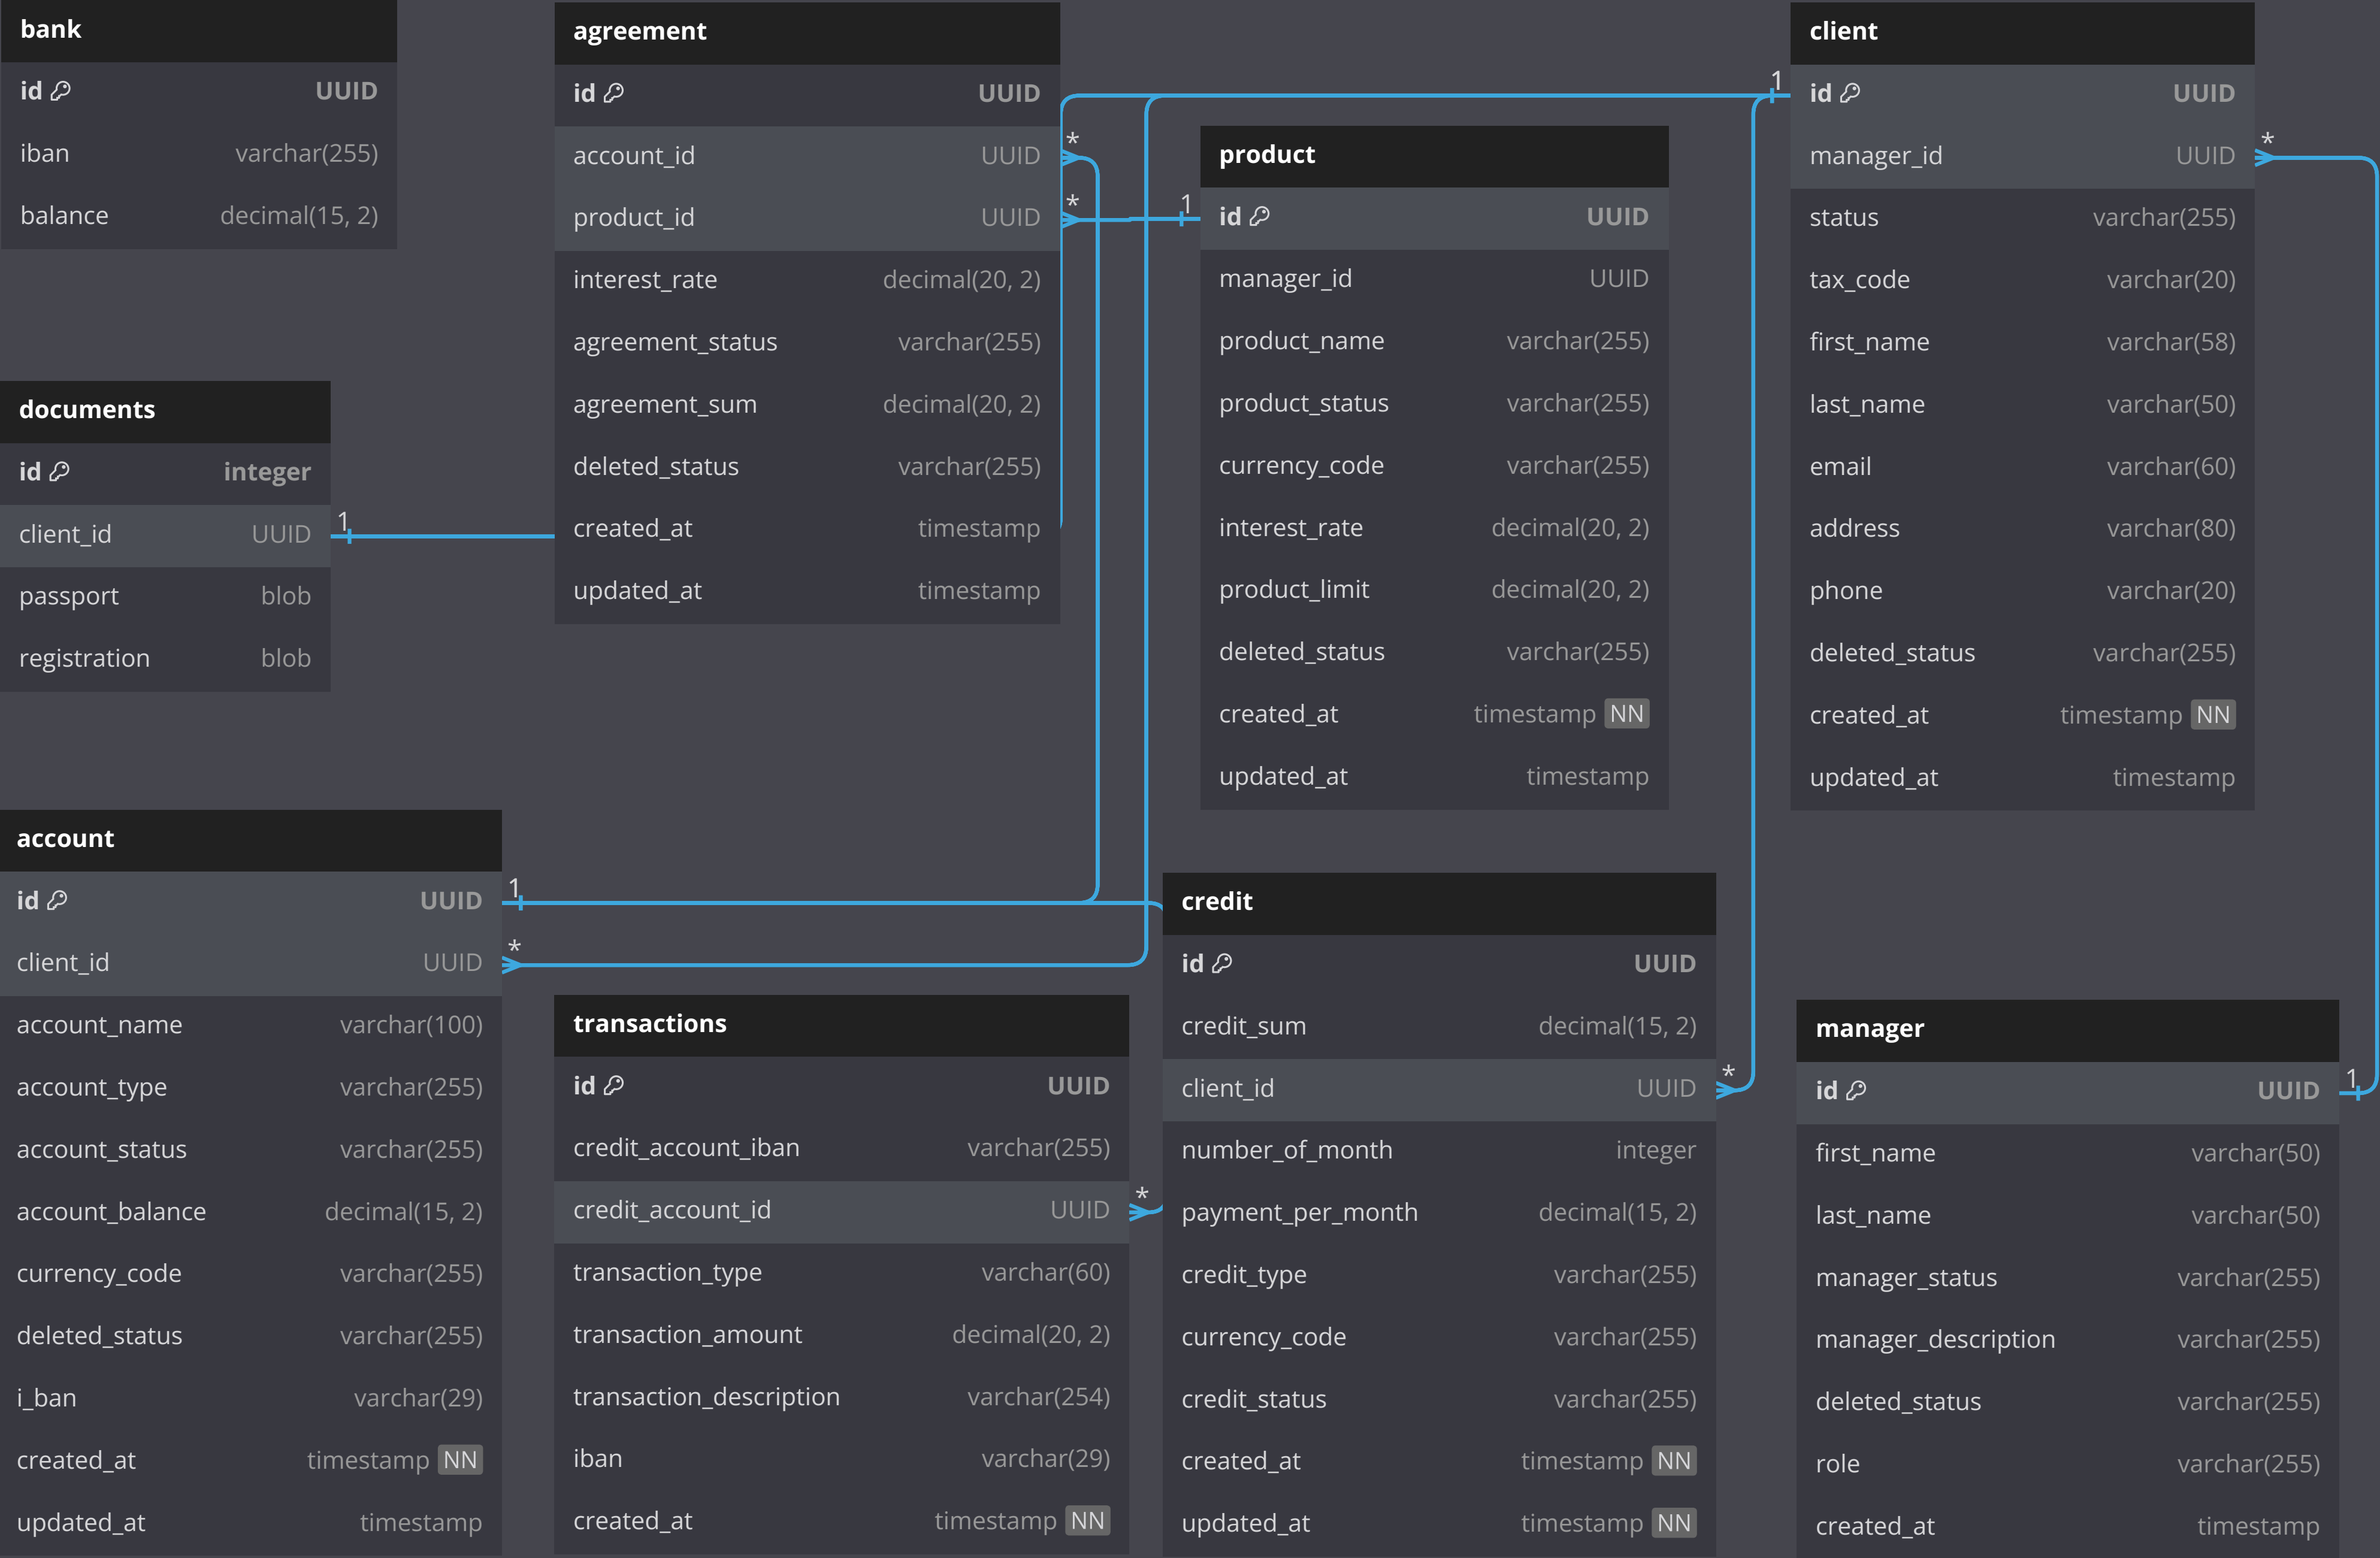 bank
id UUID
iban varchar(255)
balance decimal(15, 2)
agreement
id UUID
account_id UUID *
product_id UUID *
interest_rate decimal(20, 2)
agreement_status varchar(255)
agreement_sum decimal(20, 2)
deleted_status varchar(255)
created_at timestamp
updated_at timestamp
product
1 id UUID
manager_id UUID
product_name varchar(255)
product_status varchar(255)
currency_code varchar(255)
interest_rate decimal(20, 2)
product_limit decimal(20, 2)
deleted_status varchar(255)
created_at timestamp NN
updated_at timestamp
client
1 id UUID
manager_id UUID *
status varchar(255)
tax_code varchar(20)
first_name varchar(58)
last_name varchar(50)
email varchar(60)
address varchar(80)
phone varchar(20)
deleted_status varchar(255)
created_at timestamp NN
updated_at timestamp
documents
id integer
client_id UUID 1
passport blob
registration blob
account
id UUID 1
client_id UUID *
account_name varchar(100)
account_type varchar(255)
account_status varchar(255)
account_balance decimal(15, 2)
currency_code varchar(255)
deleted_status varchar(255)
i_ban varchar(29)
created_at timestamp NN
updated_at timestamp
transactions
id UUID
credit_account_iban varchar(255)
credit_account_id UUID *
transaction_type varchar(60)
transaction_amount decimal(20, 2)
transaction_description varchar(254)
iban varchar(29)
created_at timestamp NN
credit
id UUID
credit_sum decimal(15, 2)
client_id UUID *
number_of_month integer
payment_per_month decimal(15, 2)
credit_type varchar(255)
currency_code varchar(255)
credit_status varchar(255)
created_at timestamp NN
updated_at timestamp NN
manager
id UUID 1
first_name varchar(50)
last_name varchar(50)
manager_status varchar(255)
manager_description varchar(255)
deleted_status varchar(255)
role varchar(255)
created_at timestamp